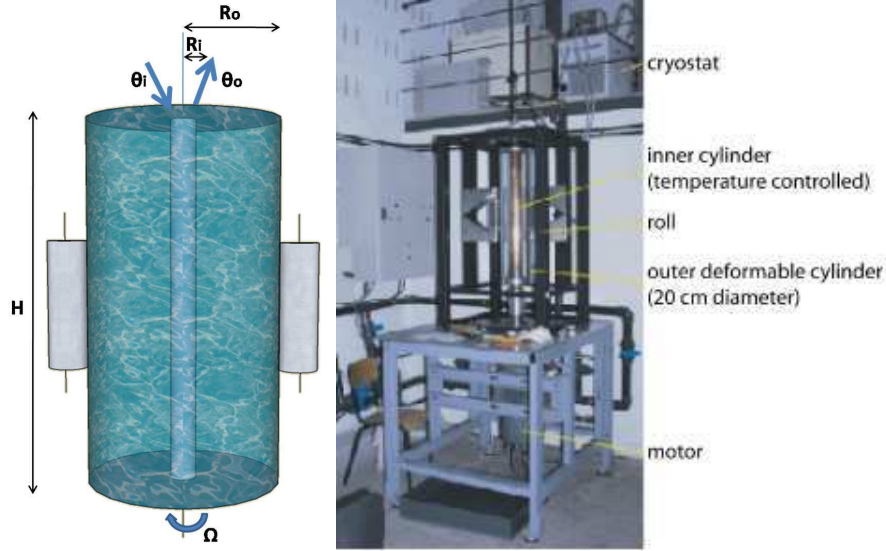 Ro
Ri
θi
θo
H
Ω
cryostat
inner cylinder
(temperature controlled)
roll
outer deformable cylinder
(20 cm diameter)
motor